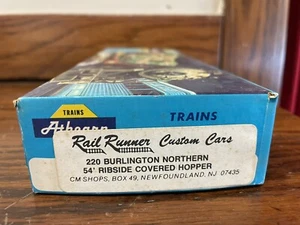 TRAINS
Athearn
TRAINS
Rail Runner Custom Cars
220 BURLINGTON NORTHERN
54' RIBSIDE COVERED HOPPER
CM SHOPS, BOX 49, NEWFOUNDLAND, NJ 07435